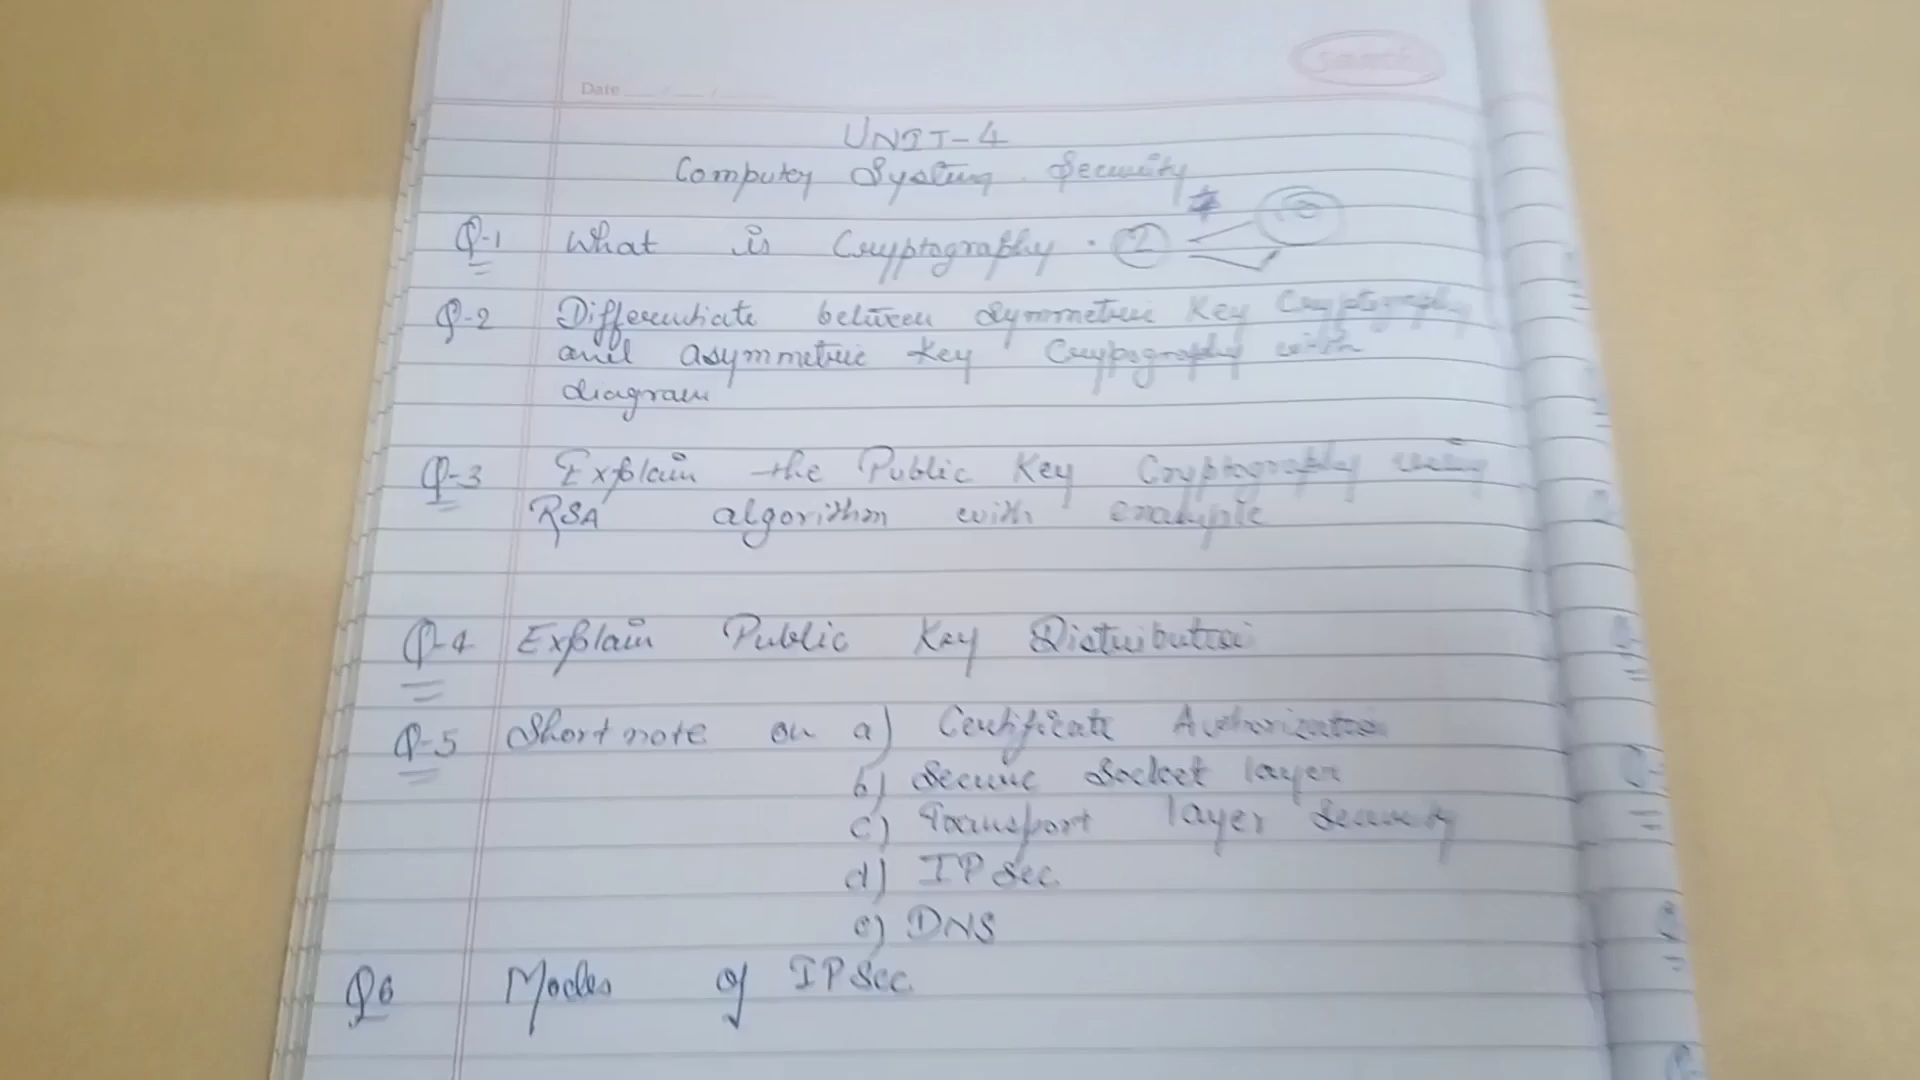 Date
UNIT-4
Computer System Security
Q-1 What is Cryptography. 2
Q-2 Differentiate between Symmetric Key Cryptography
and asymmetric Key Crypography with
diagram
Q-3 Explain the Public Key Cryptography using
RSA algorithm with example
Q-4 Explain Public Key Distribution
Q-5 Short note on a) Certificate Authorization
b) Secure Socket layer
c) Transport layer Security
d) IP Sec
e) DNS
Q6 Modes of IP Sec.